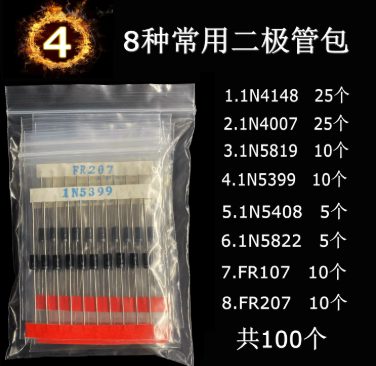 4
8种常用二极管包
1.1N4148 25个
2.1N4007 25个
3.1N5819 10个
4.1N5399 10个
5.1N5408 5个
6.1N5822 5个
7.FR107 10个
8.FR207 10个
共100个
FR207
1N5399